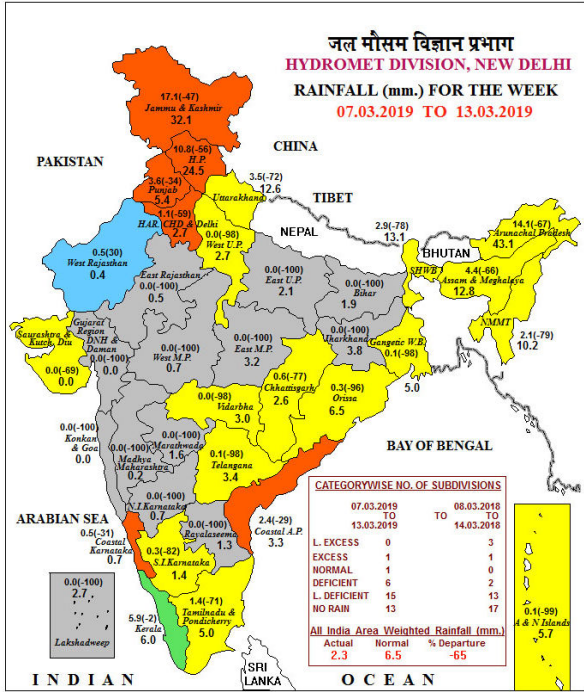 जल मौसम विज्ञान प्रभाग
HYDROMET DIVISION, NEW DELHI
RAINFALL (mm.) FOR THE WEEK
07.03.2019 TO 13.03.2019
17.1(-47)
Jammu & Kashmir
32.1
10.8(-56)
H.P.
24.5
PAKISTAN
CHINA
3.6(-34)
Punjab
5.4
3.5(-72)
12.6
Uttarakhand
TIBET
1.1(-59)
HAR. CHD & Delhi
2.7
0.0(-98)
West U.P.
2.7
NEPAL
2.9(-78)
13.1
SHWB
BHUTAN
14.1(-67)
Arunachal Pradesh
43.1
0.5(30)
West Rajasthan
0.4
East Rajasthan
0.0(-100)
0.5
0.0(-100)
East U.P.
2.1
0.0(-100)
Bihar
1.9
4.4(-66)
Assam & Meghalaya
12.8
NMMT
2.1(-79)
10.2
Saurashtra &
Kutch, Diu
0.0(-69)
0.0
Gujarat
Region
DNH &
Daman
0.0(-100)
0.0
0.0(-100)
West M.P.
0.7
0.0(-100)
East M.P.
3.2
0.0(-100)
Jharkhand
3.8
Gangetic W.B.
0.1(-98)
5.0
0.6(-77)
Chhattisgarh
2.6
0.3(-96)
Orissa
6.5
0.0(-98)
Vidarbha
3.0
0.0(-100)
Konkan
& Goa
0.0
0.0(-100)
Madhya
Maharashtra
0.2
0.0(-100)
Marathwada
1.6
0.1(-98)
Telangana
3.4
BAY OF BENGAL
0.0(-100)
N.I.Karnataka
0.7
0.0(-100)
Rayalaseema
1.3
2.4(-29)
Coastal A.P.
3.3
ARABIAN SEA
0.5(-31)
Coastal
Karnataka
0.7
0.3(-82)
S.I.Karnataka
1.4
0.0(-100)
2.7
Lakshadweep
5.9(-2)
Kerala
6.0
1.4(-71)
Tamilnadu &
Pondicherry
5.0
0.1(-99)
A & N Islands
5.7
CATEGORYWISE NO. OF SUBDIVISIONS
07.03.2019 08.03.2018
TO TO TO
13.03.2019 14.03.2018
L. EXCESS 0 3
EXCESS 1 1
NORMAL 1 0
DEFICIENT 6 2
L. DEFICIENT 15 13
NO RAIN 13 17
All India Area Weighted Rainfall (mm.)
Actual Normal % Departure
2.3 6.5 -65
SRI
LANKA
INDIAN OCEAN